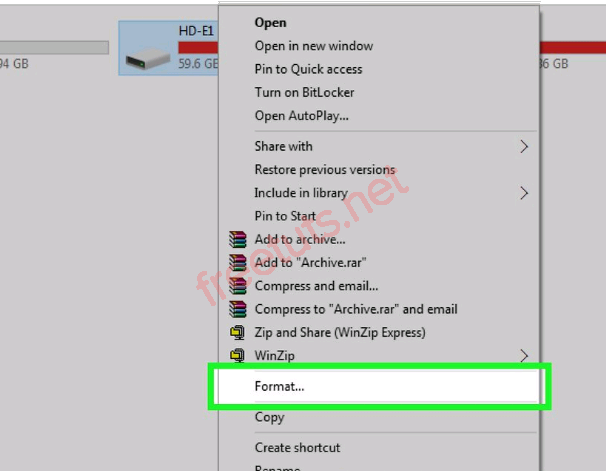 HD-E1
94 GB
59.6 GB
36 GB
Open
Open in new window
Pin to Quick access
Turn on BitLocker
Open AutoPlay...
Share with
Restore previous versions
Include in library
Pin to Start
Add to archive...
Add to "Archive.rar"
Compress and email...
Compress to "Archive.rar" and email
Zip and Share (WinZip Express)
WinZip
Format...
Copy
Create shortcut
Rename
freetuts.net